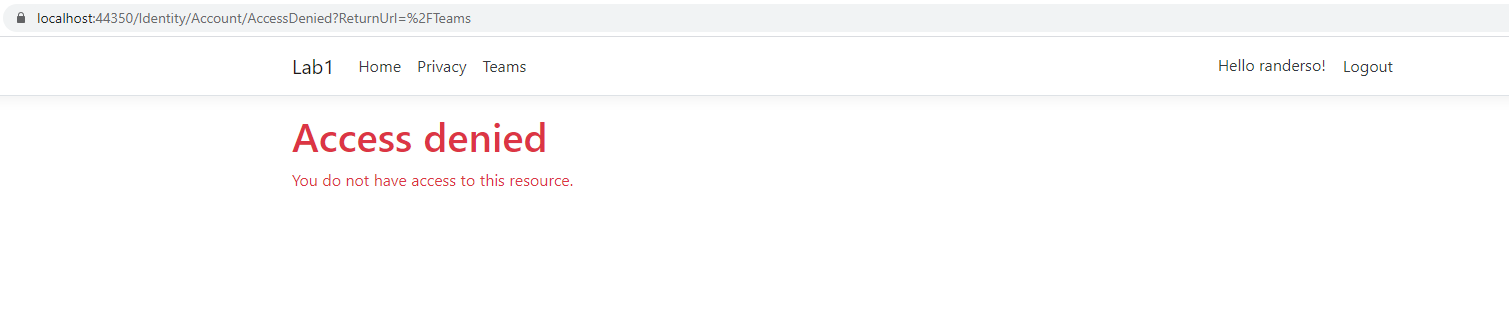 localhost:44350/Identity/Account/AccessDenied?ReturnUrl=%2FTeams
Lab1 Home Privacy Teams Hello randerso! Logout
Access denied
You do not have access to this resource.